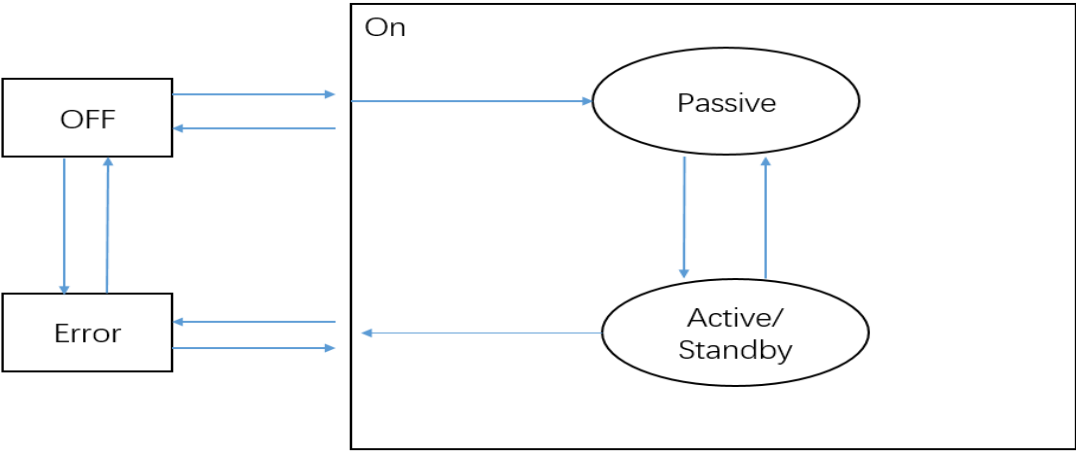 On
OFF
Passive
Error
Active/
Standby